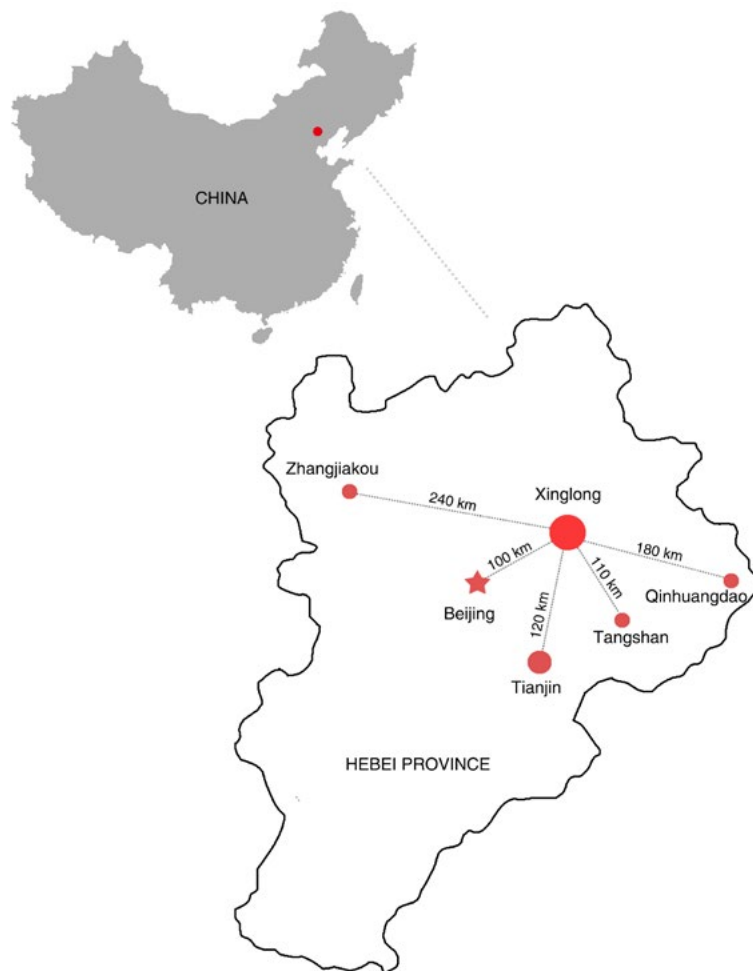 CHINA
Zhangjiakou
Xinglong
240 km
180 km
100 km
110 km
120 km
Qinhuangdao
Beijing
Tangshan
Tianjin
HEBEI PROVINCE